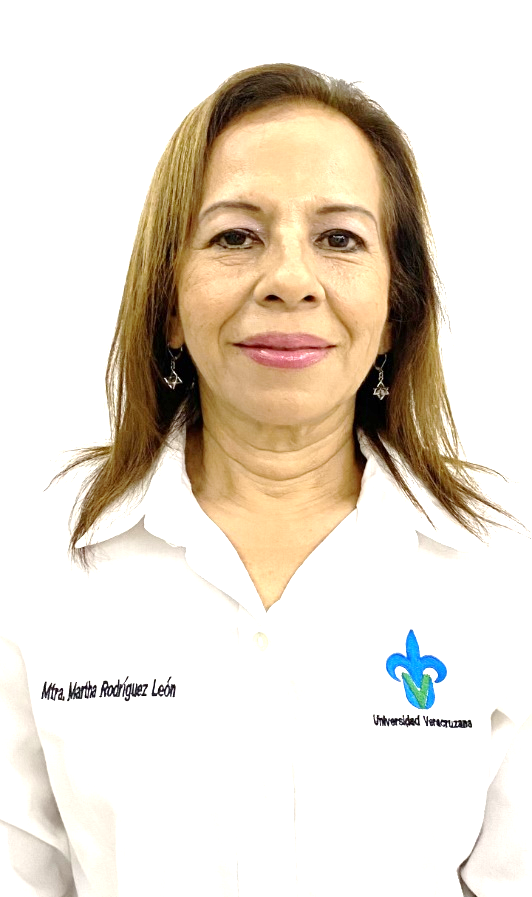 Mtra. Martha Rodríguez León
Universidad Veracruzana